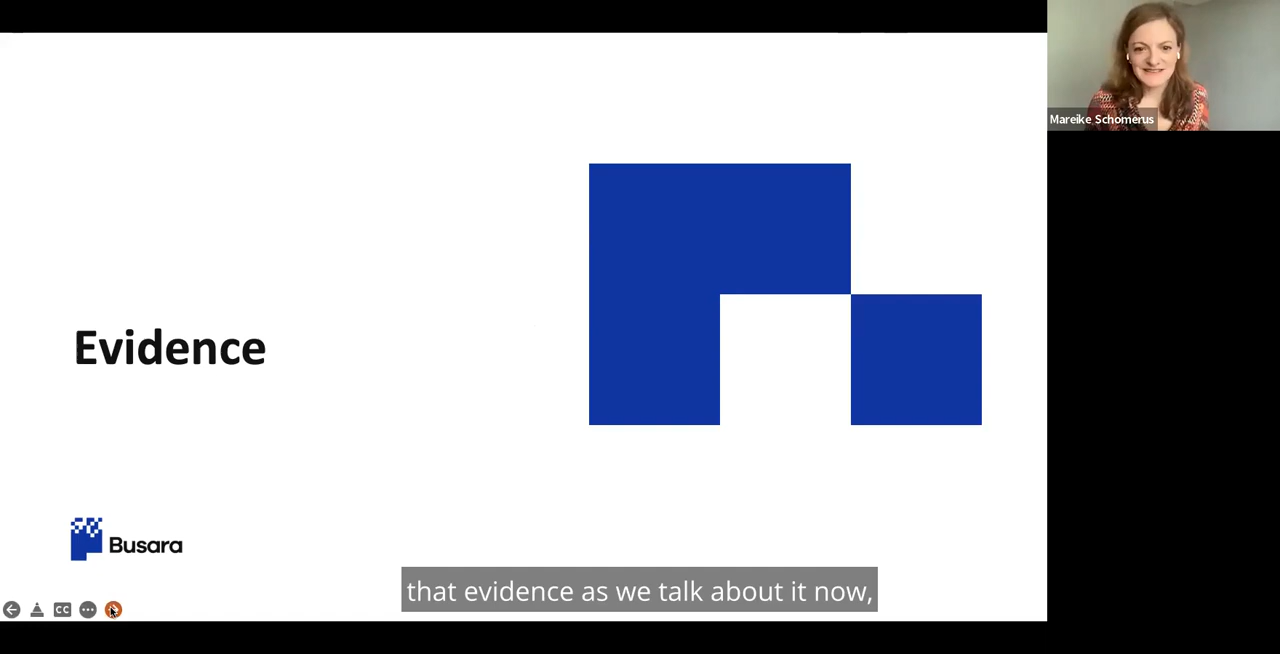 Mareike Schomerus
Evidence
Busara
that evidence as we talk about it now,
CC